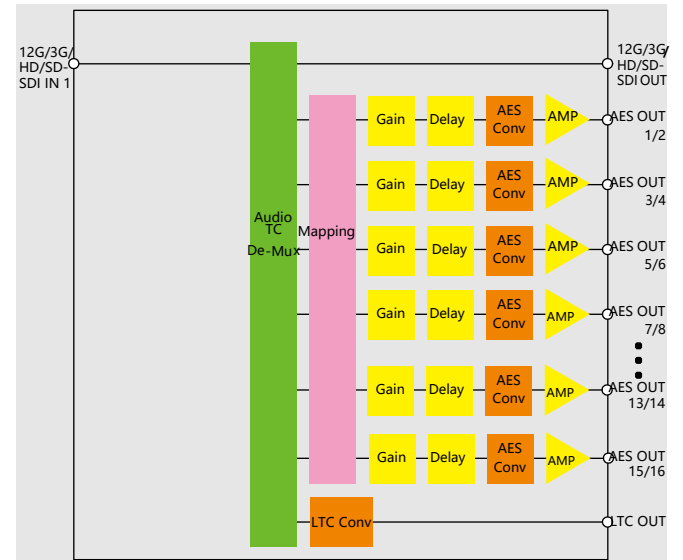 12G/3G/
HD/SD-
SDI IN 1
12G/3G/
HD/SD-
SDI OUT
Audio
TC
De-Mux
Mapping
Gain
Delay
AES
Conv
AMP
AES OUT
1/2
Gain
Delay
AES
Conv
AMP
AES OUT
3/4
Gain
Delay
AES
Conv
AMP
AES OUT
5/6
Gain
Delay
AES
Conv
AMP
AES OUT
7/8
Gain
Delay
AES
Conv
AMP
AES OUT
13/14
Gain
Delay
AES
Conv
AMP
AES OUT
15/16
LTC Conv
LTC OUT